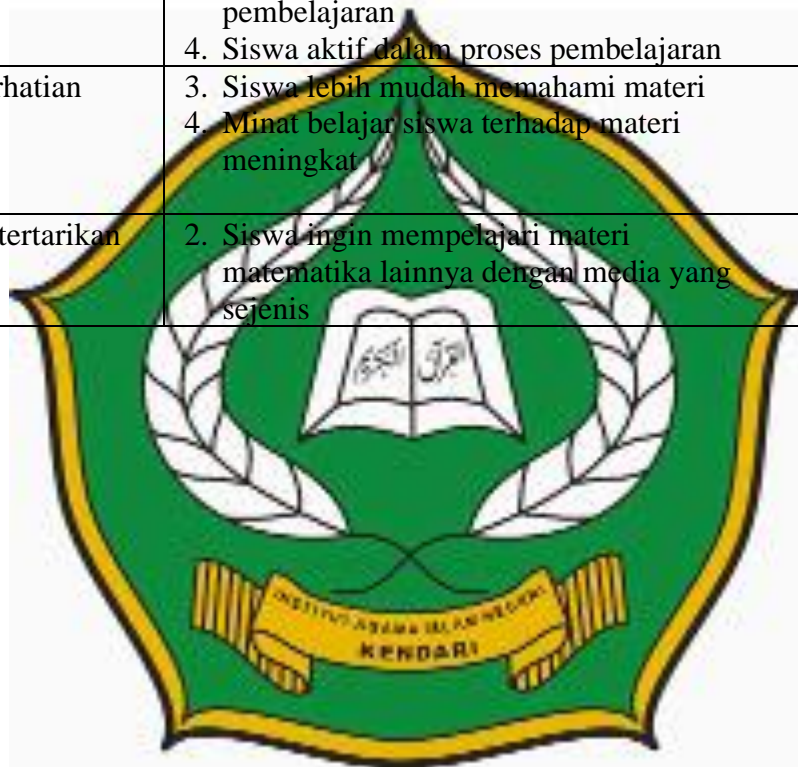 pembelajaran
4. Siswa aktif dalam proses pembelajaran
rhatian
3. Siswa lebih mudah memahami materi
4. Minat belajar siswa terhadap materi
meningkat
tertarikan
2. Siswa ingin mempelajari materi
matematika lainnya dengan media yang
sejenis
القرآن الكريم
INSTITUT AGAMA ISLAM NEGERI
KENDARI